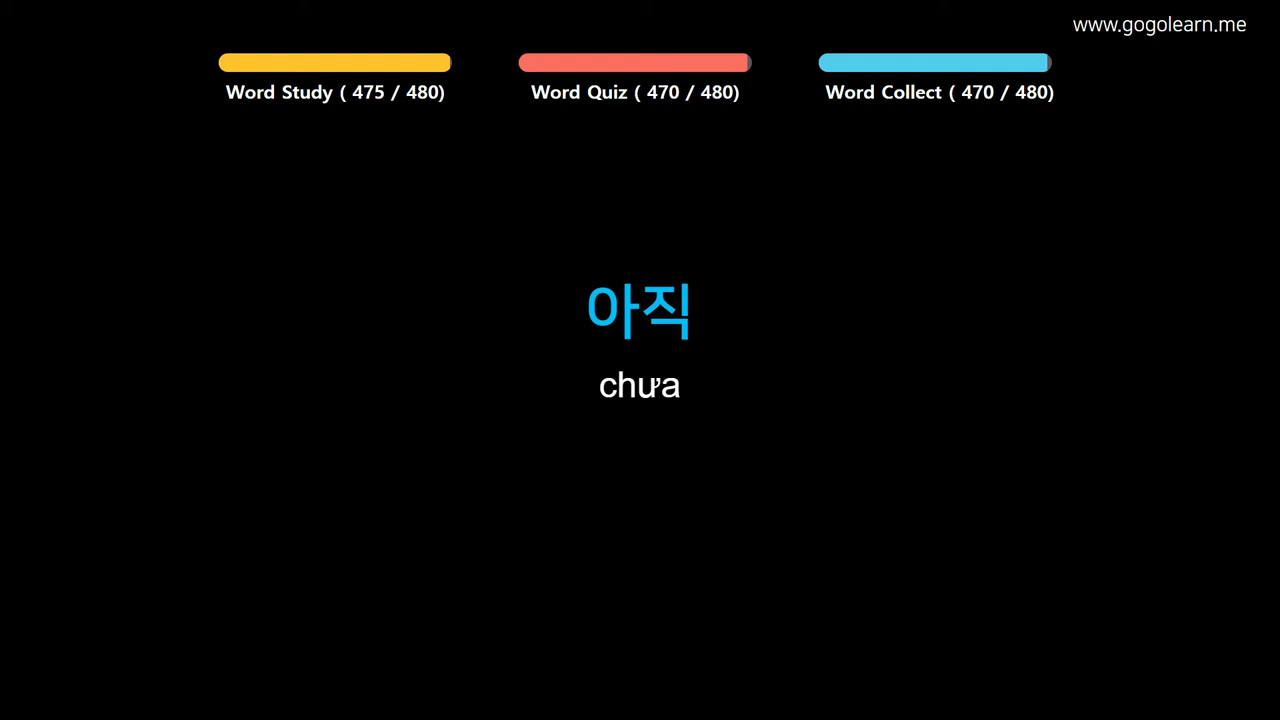 www.gogolearn.me
Word Study ( 475 / 480)
Word Quiz ( 470 / 480)
Word Collect ( 470 / 480)
아직
chưa